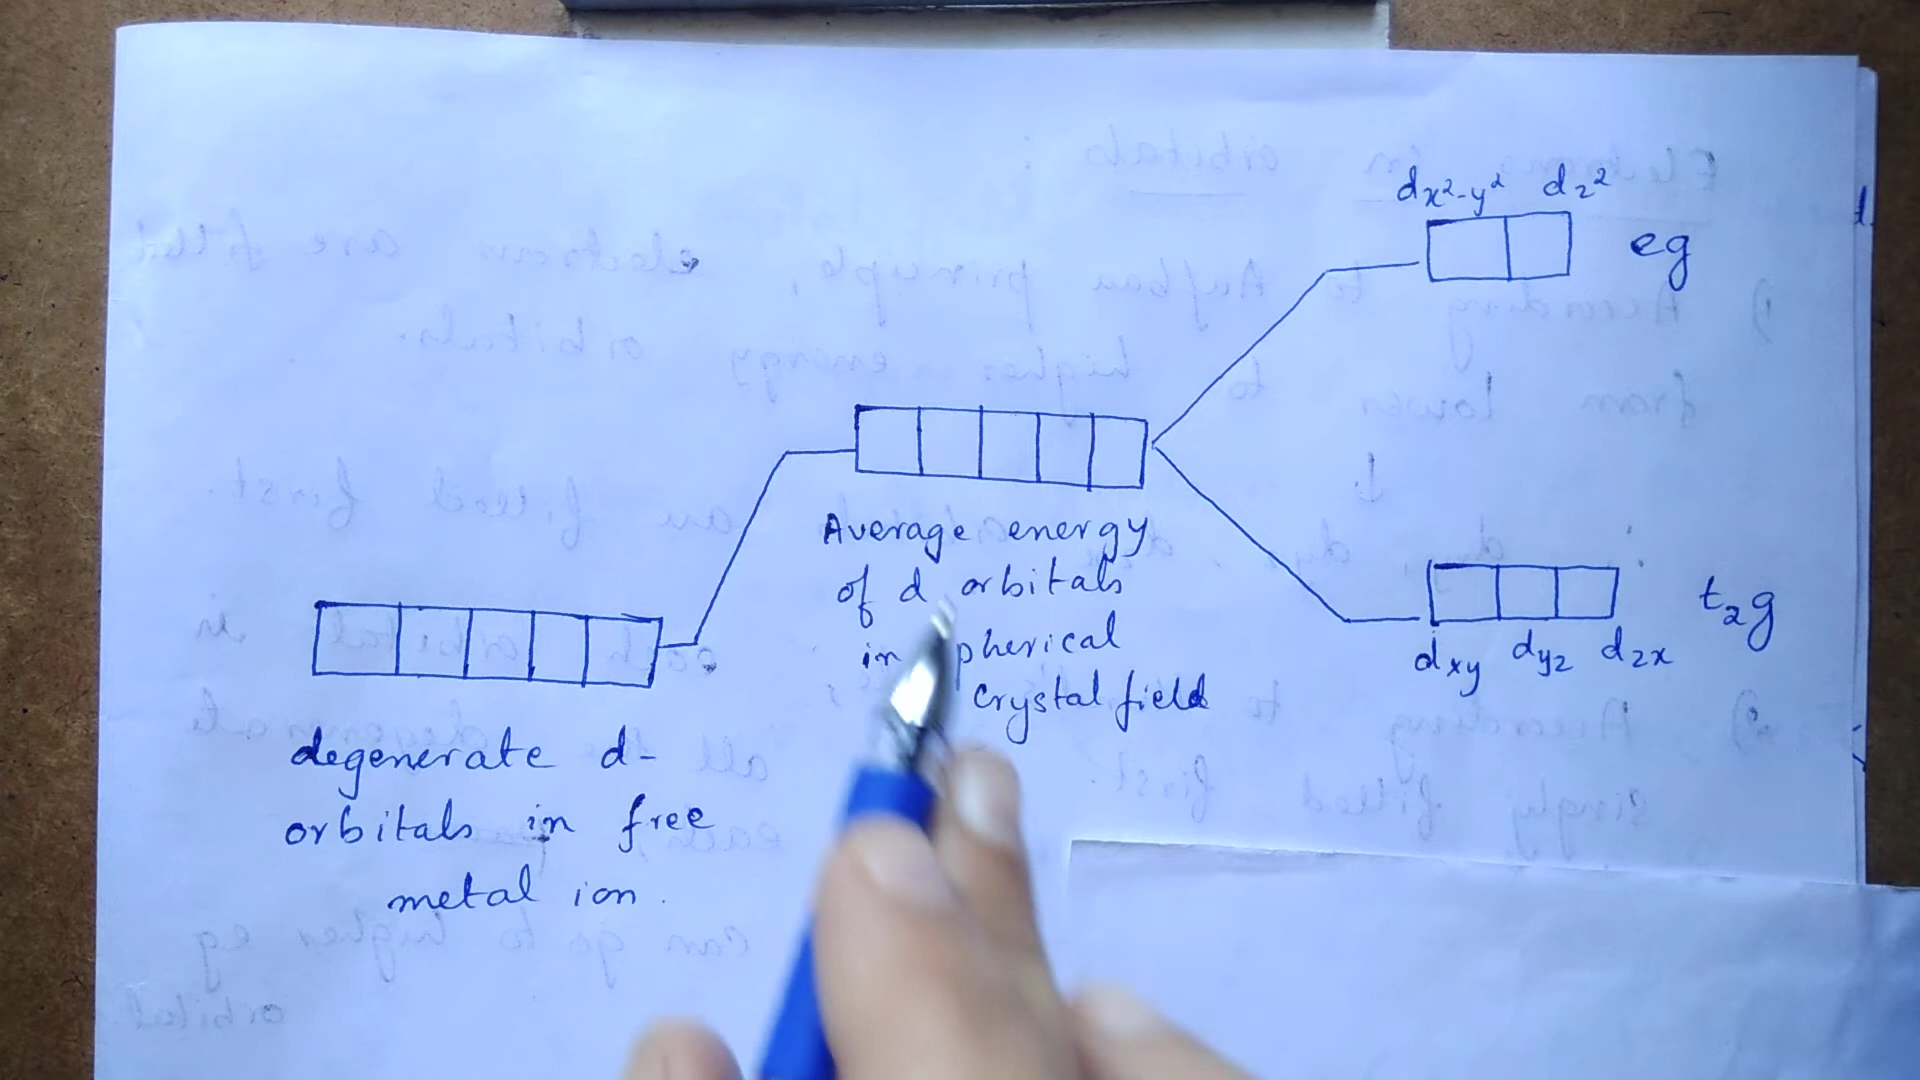 dx²-y² dz²
eg
Average energy
of d orbitals
in spherical
crystal field
t₂g
dxy dyz dzx
degenerate d-
orbitals in free
metal ion.